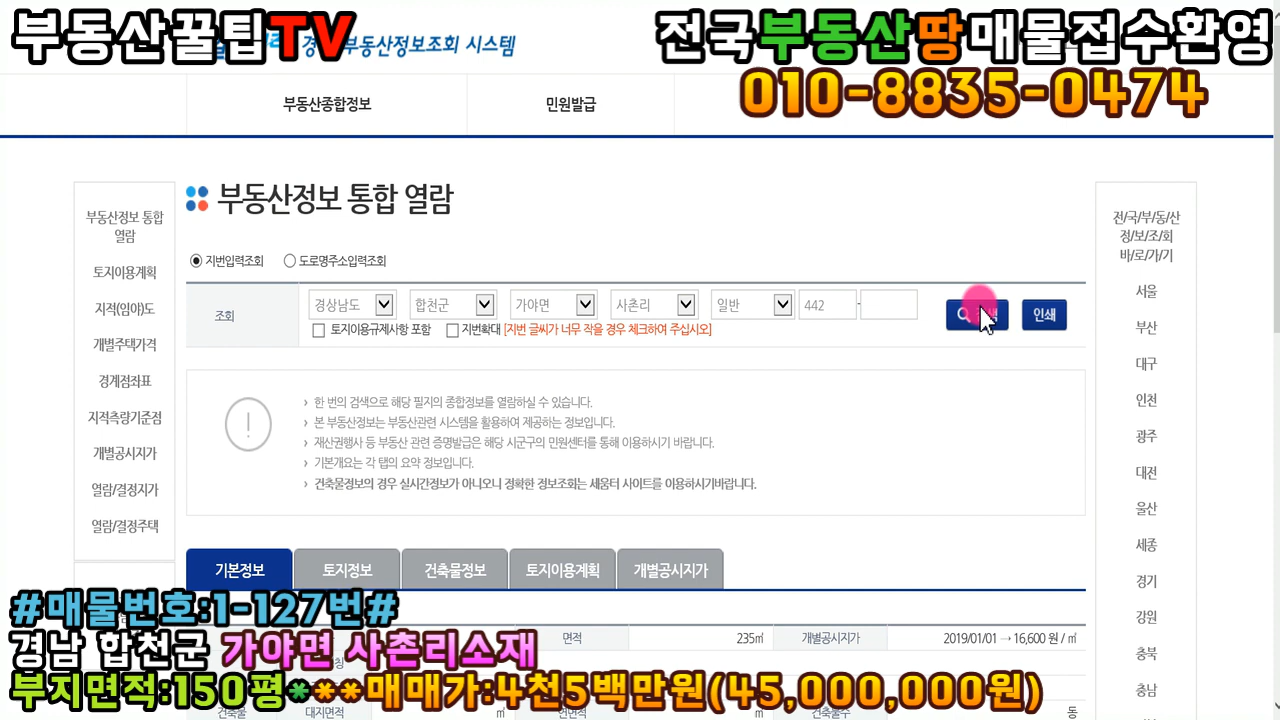 부동산꿀팁TV
부동산정보조회 시스템
전국부동산땅매물접수환영
010-8835-0474
부동산종합정보
민원발급
부동산정보 통합 열람
지번입력조회
도로명주소입력조회
조회
경상남도
합천군
가야면
사촌리
일반
442
-
인쇄
토지이용규제사항 포함
지번확대 [지번 글씨가 너무 작을 경우 체크하여 주십시오]
부동산정보 통합
열람
토지이용계획
지적(임야)도
개별주택가격
경계점좌표
지적측량기준점
개별공시지가
열람/결정지가
열람/결정주택
› 한 번의 검색으로 해당 필지의 종합정보를 열람하실 수 있습니다.
› 본 부동산정보는 부동산관련 시스템을 활용하여 제공하는 정보입니다.
› 재산권행사 등 부동산 관련 증명발급은 해당 시군구의 민원센터를 통해 이용하시기 바랍니다.
› 기본개요는 각 탭의 요약 정보입니다.
› 건축물정보의 경우 실시간정보가 아니오니 정확한 정보조회는 세움터 사이트를 이용하시기바랍니다.
전/국/부/동/산
정/보/조/회
바/로/가/기
서울
부산
대구
인천
광주
대전
울산
세종
경기
강원
충북
충남
기본정보
토지정보
건축물정보
토지이용계획
개별공시지가
면적
235㎡
개별공시지가
2019/01/01 → 16,600 원 / ㎡
건축물
대지면적
㎡
연면적
㎡
건축물수
동
#매물번호:1-127번#
경남 합천군 가야면 사촌리소재
부지면적:150평***매매가:4천5백만원(45,000,000원)